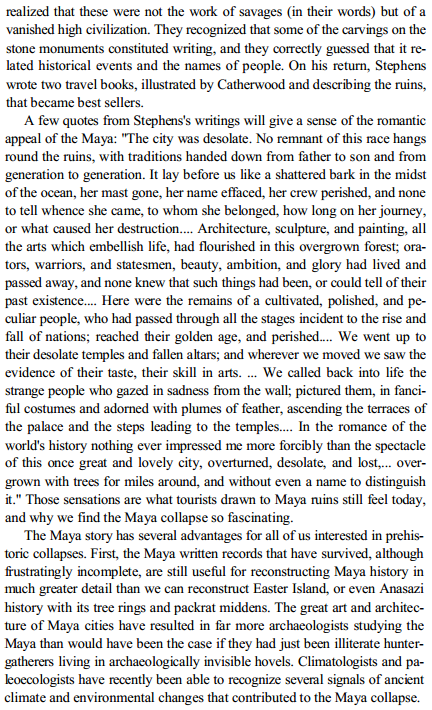 realized that these were not the work of savages (in their words) but of a
vanished high civilization. They recognized that some of the carvings on the
stone monuments constituted writing, and they correctly guessed that it re-
lated historical events and the names of people. On his return, Stephens
wrote two travel books, illustrated by Catherwood and describing the ruins,
that became best sellers.
A few quotes from Stephens's writings will give a sense of the romantic
appeal of the Maya: "The city was desolate. No remnant of this race hangs
round the ruins, with traditions handed down from father to son and from
generation to generation. It lay before us like a shattered bark in the midst
of the ocean, her mast gone, her name effaced, her crew perished, and none
to tell whence she came, to whom she belonged, how long on her journey,
or what caused her destruction.... Architecture, sculpture, and painting, all
the arts which embellish life, had flourished in this overgrown forest; ora-
tors, warriors, and statesmen, beauty, ambition, and glory had lived and
passed away, and none knew that such things had been, or could tell of their
past existence.... Here were the remains of a cultivated, polished, and pe-
culiar people, who had passed through all the stages incident to the rise and
fall of nations; reached their golden age, and perished.... We went up to
their desolate temples and fallen altars; and wherever we moved we saw the
evidence of their taste, their skill in arts. ... We called back into life the
strange people who gazed in sadness from the wall; pictured them, in fanci-
ful costumes and adorned with plumes of feather, ascending the terraces of
the palace and the steps leading to the temples.... In the romance of the
world's history nothing ever impressed me more forcibly than the spectacle
of this once great and lovely city, overturned, desolate, and lost,... over-
grown with trees for miles around, and without even a name to distinguish
it." Those sensations are what tourists drawn to Maya ruins still feel today,
and why we find the Maya collapse so fascinating.
The Maya story has several advantages for all of us interested in prehis-
toric collapses. First, the Maya written records that have survived, although
frustratingly incomplete, are still useful for reconstructing Maya history in
much greater detail than we can reconstruct Easter Island, or even Anasazi
history with its tree rings and packrat middens. The great art and architec-
ture of Maya cities have resulted in far more archaeologists studying the
Maya than would have been the case if they had just been illiterate hunter-
gatherers living in archaeologically invisible hovels. Climatologists and pa-
leoecologists have recently been able to recognize several signals of ancient
climate and environmental changes that contributed to the Maya collapse.